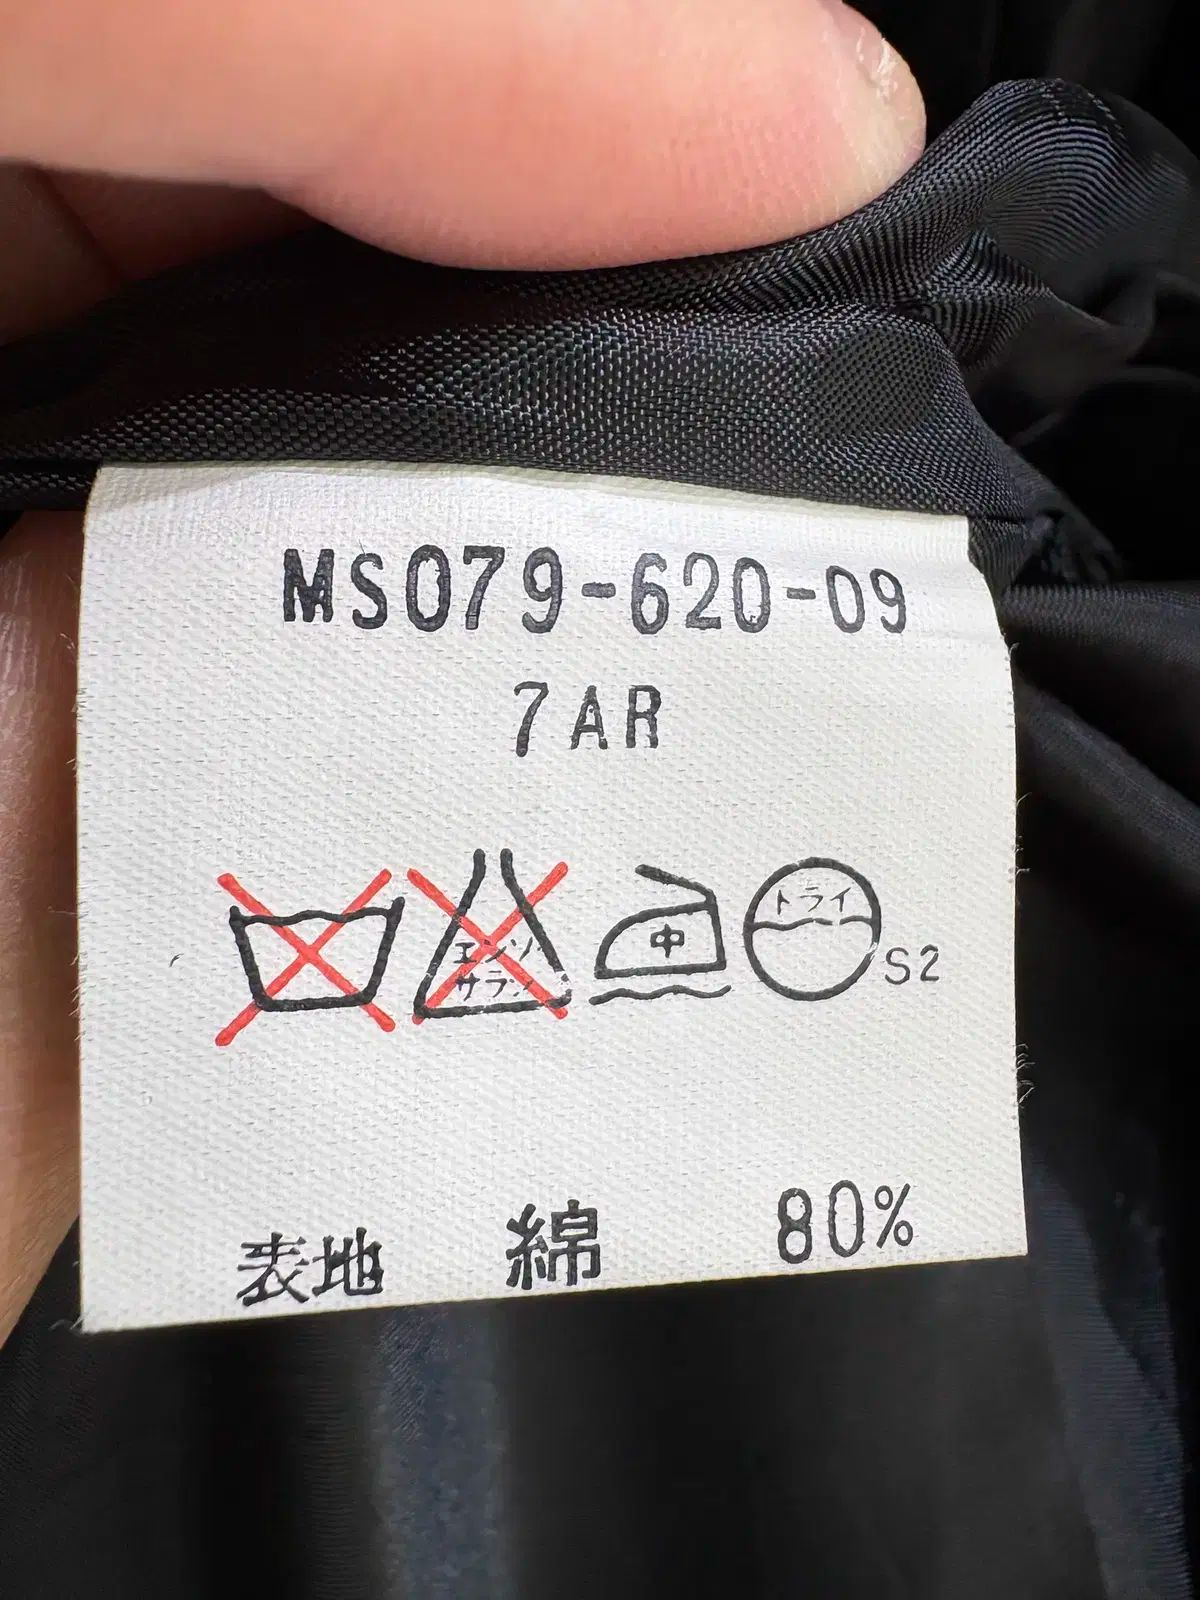 MS079-620-09
7AR
エンソ
サラシ
中
ドライ
S2
表地 綿 80%